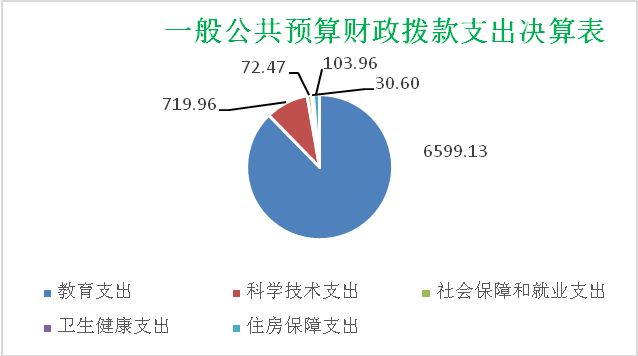 一般公共预算财政拨款支出决算表
72.47
103.96
30.60
719.96
6599.13
教育支出
科学技术支出
社会保障和就业支出
卫生健康支出
住房保障支出